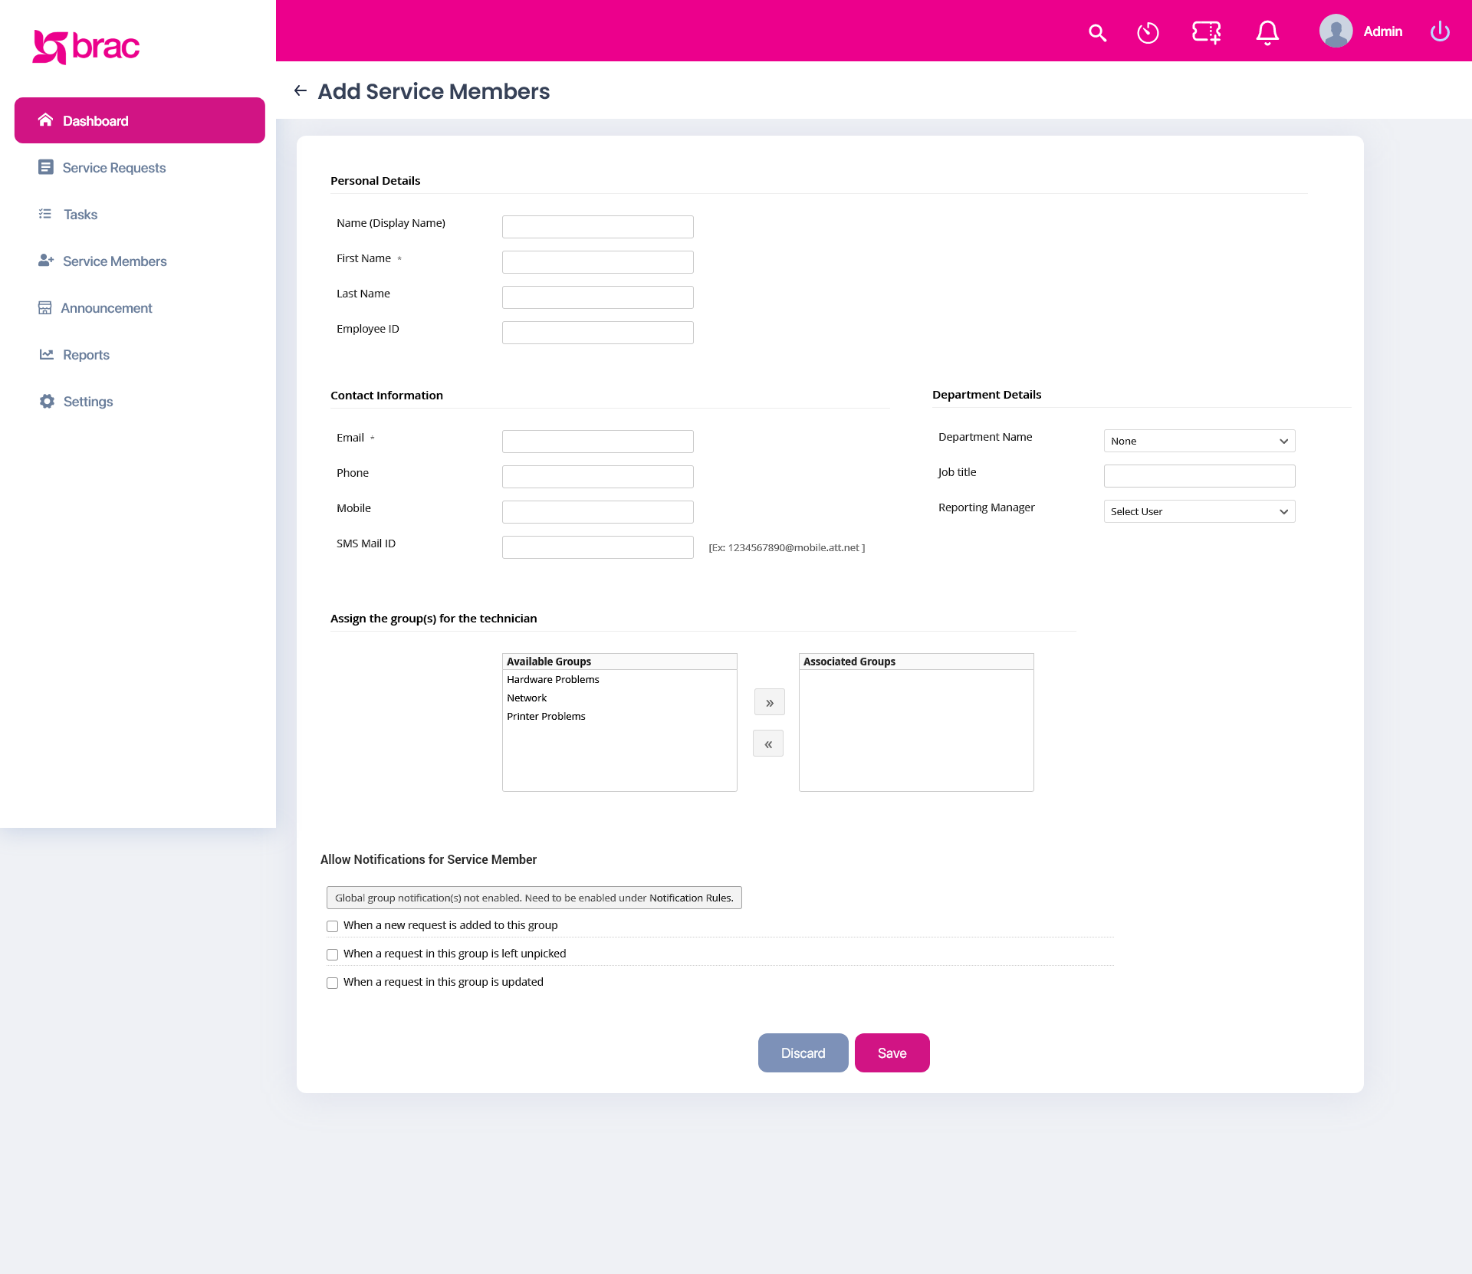 brac
Admin
Add Service Members
Dashboard
Service Requests
Tasks
Service Members
Announcement
Reports
Settings
Personal Details
Name (Display Name)
First Name *
Last Name
Employee ID
Contact Information
Email *
Phone
Mobile
SMS Mail ID [Ex: 1234567890@mobile.att.net ]
Department Details
Department Name None
Job title
Reporting Manager Select User
Assign the group(s) for the technician
Available Groups
Hardware Problems
Network
Printer Problems
»
«
Associated Groups
Allow Notifications for Service Member
Global group notification(s) not enabled. Need to be enabled under Notification Rules.
When a new request is added to this group
When a request in this group is left unpicked
When a request in this group is updated
Discard Save